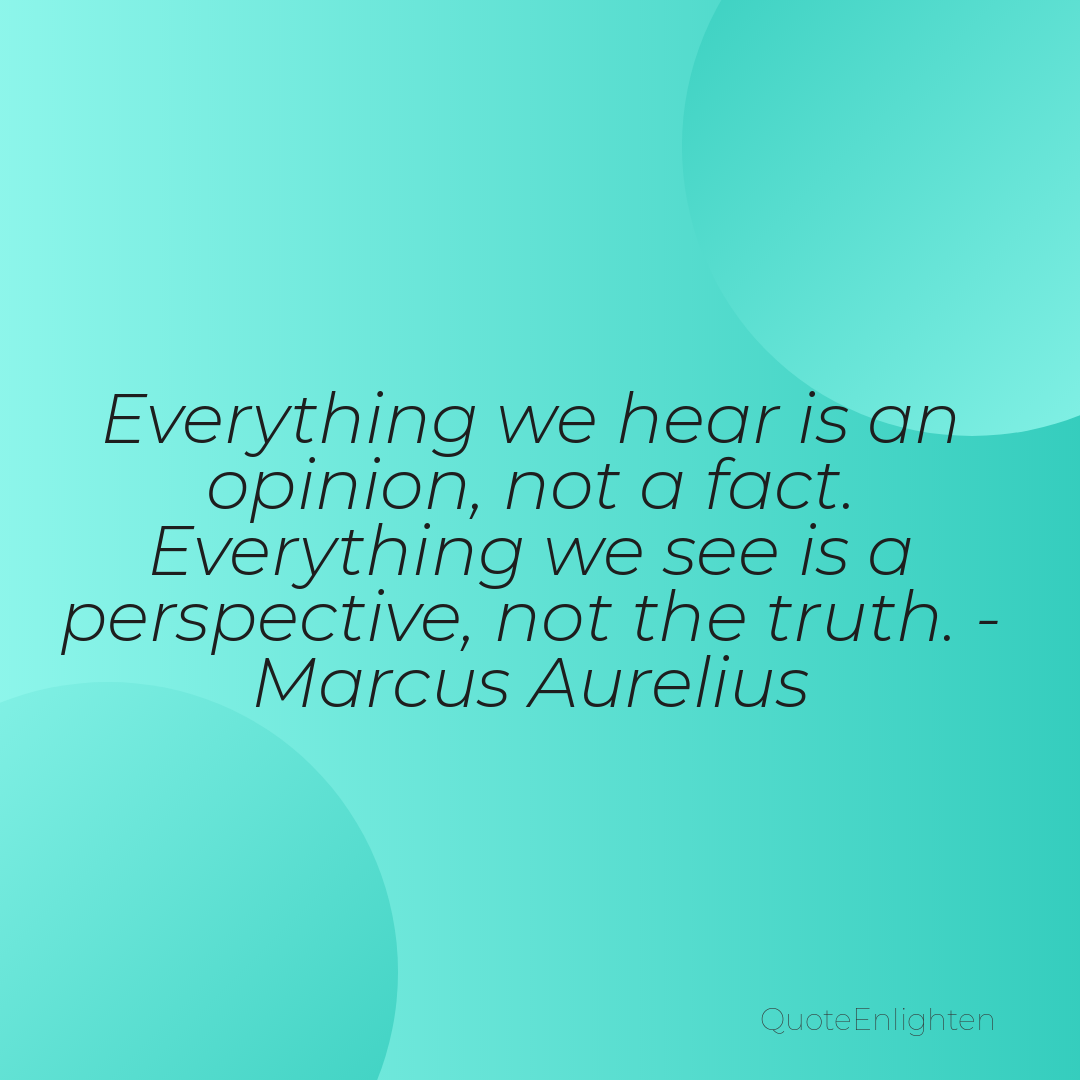 Everything we hear is an
opinion, not a fact.
Everything we see is a
perspective, not the truth. -
Marcus Aurelius
QuoteEnlighten